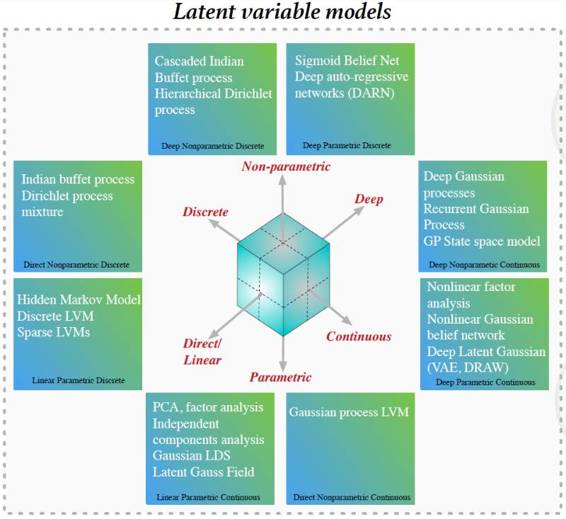 Latent variable models
Cascaded Indian
Buffet process
Hierarchical Dirichlet
process
Deep Nonparametric Discrete
Sigmoid Belief Net
Deep auto-regressive
networks (DARN)
Deep Parametric Discrete
Indian buffet process
Dirichlet process
mixture
Direct Nonparametric Discrete
Non-parametric
Discrete
Deep
Direct/
Linear
Continuous
Parametric
Deep Gaussian
processes
Recurrent Gaussian
Process
GP State space model
Deep Nonparametric Continuous
Hidden Markov Model
Discrete LVM
Sparse LVMs
Linear Parametric Discrete
Nonlinear factor
analysis
Nonlinear Gaussian
belief network
Deep Latent Gaussian
(VAE, DRAW)
Deep Parametric Continuous
PCA, factor analysis
Independent
components analysis
Gaussian LDS
Latent Gauss Field
Linear Parametric Continuous
Gaussian process LVM
Direct Nonparametric Continuous